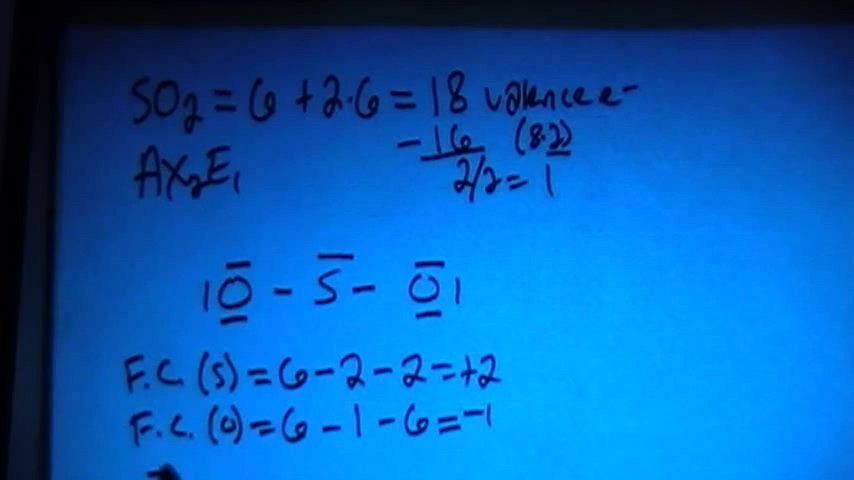 SO₂ = 6 + 2·6 = 18 valence e⁻
- 16 (8·2)
AX₂E₁ 2/2 = 1
|O - S - O|
F.C. (S) = 6 - 2 - 2 = +2
F.C. (O) = 6 - 1 - 6 = -1